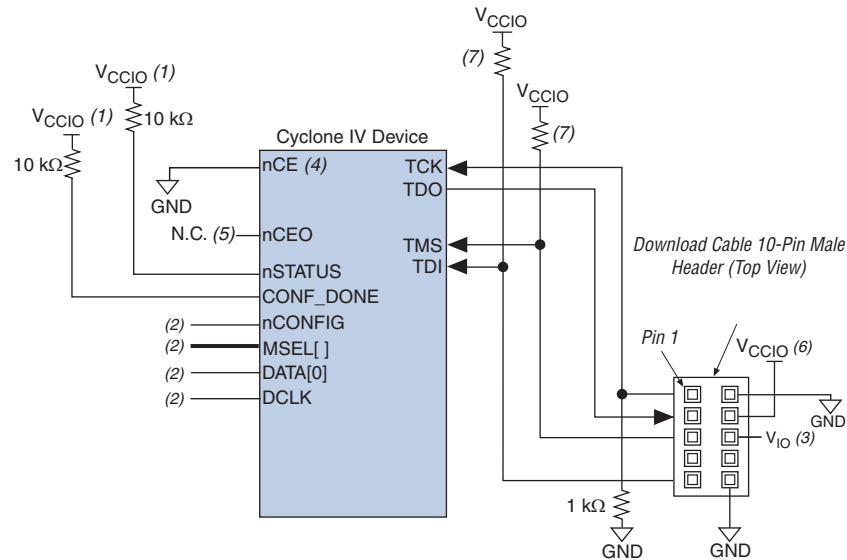 VCCIO
(7)
VCCIO (1)
VCCIO
VCCIO (1)
10 kΩ
(7)
10 kΩ
Cyclone IV Device
nCE (4)
TCK
GND
TDO
N.C. (5)
nCEO
TMS
Download Cable 10-Pin Male
Header (Top View)
nSTATUS
TDI
CONF_DONE
(2)
nCONFIG
(2)
MSEL[ ]
Pin 1
VCCIO (6)
(2)
DATA[0]
(2)
DCLK
GND
VIO (3)
1 kΩ
GND
GND